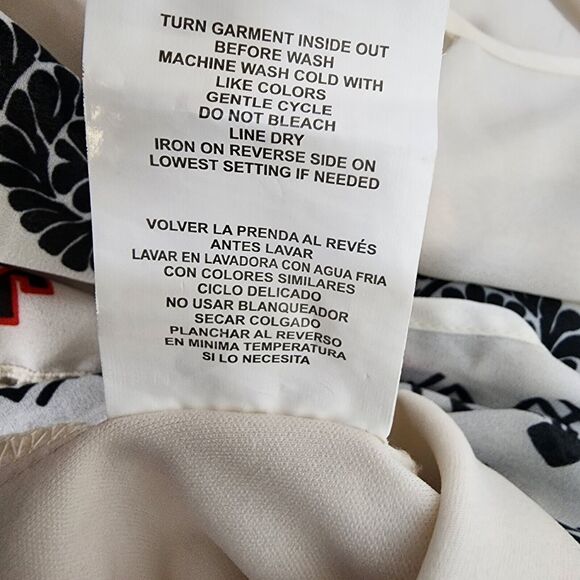 TURN GARMENT INSIDE OUT
BEFORE WASH
MACHINE WASH COLD WITH
LIKE COLORS
GENTLE CYCLE
DO NOT BLEACH
LINE DRY
IRON ON REVERSE SIDE ON
LOWEST SETTING IF NEEDED
VOLVER LA PRENDA AL REVÉS
ANTES LAVAR
LAVAR EN LAVADORA CON AGUA FRIA
CON COLORES SIMILARES
CICLO DELICADO
NO USAR BLANQUEADOR
SECAR COLGADO
PLANCHAR AL REVERSO
EN MINIMA TEMPERATURA
SI LO NECESITA